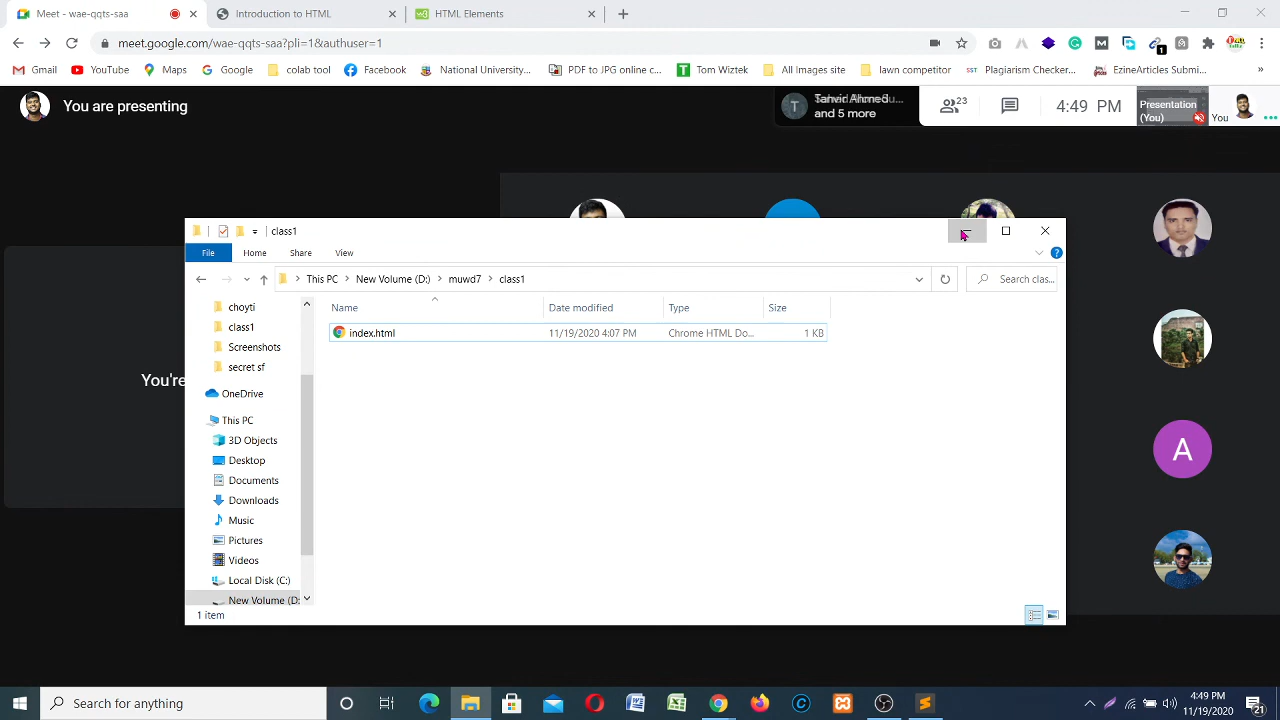 Meet - wae-qqts-saa
Introduction to HTML
HTML Elements
meet.google.com/wae-qqts-saa?pli=1&authuser=1
Gmail
YouTube
Maps
Google
colab tool
Facebook
National University...
PDF to JPG online c...
Tom Wiztek
All Images site
lawn competitor
Plagiarism Checker...
EzineArticles Submi...
»
You are presenting
T
and 5 more
23
4:49 PM
Presentation
(You)
You
class1
File
Home
Share
View
This PC
New Volume (D:)
muwd7
class1
Search clas...
choyti
class1
Screenshots
secret sf
OneDrive
This PC
3D Objects
Desktop
Documents
Downloads
Music
Pictures
Videos
Local Disk (C:)
New Volume (D:
Name
Date modified
Type
Size
index.html
11/19/2020 4:07 PM
Chrome HTML Do...
1 KB
1 item
You're
A
Search for anything
4:49 PM
11/19/2020
21